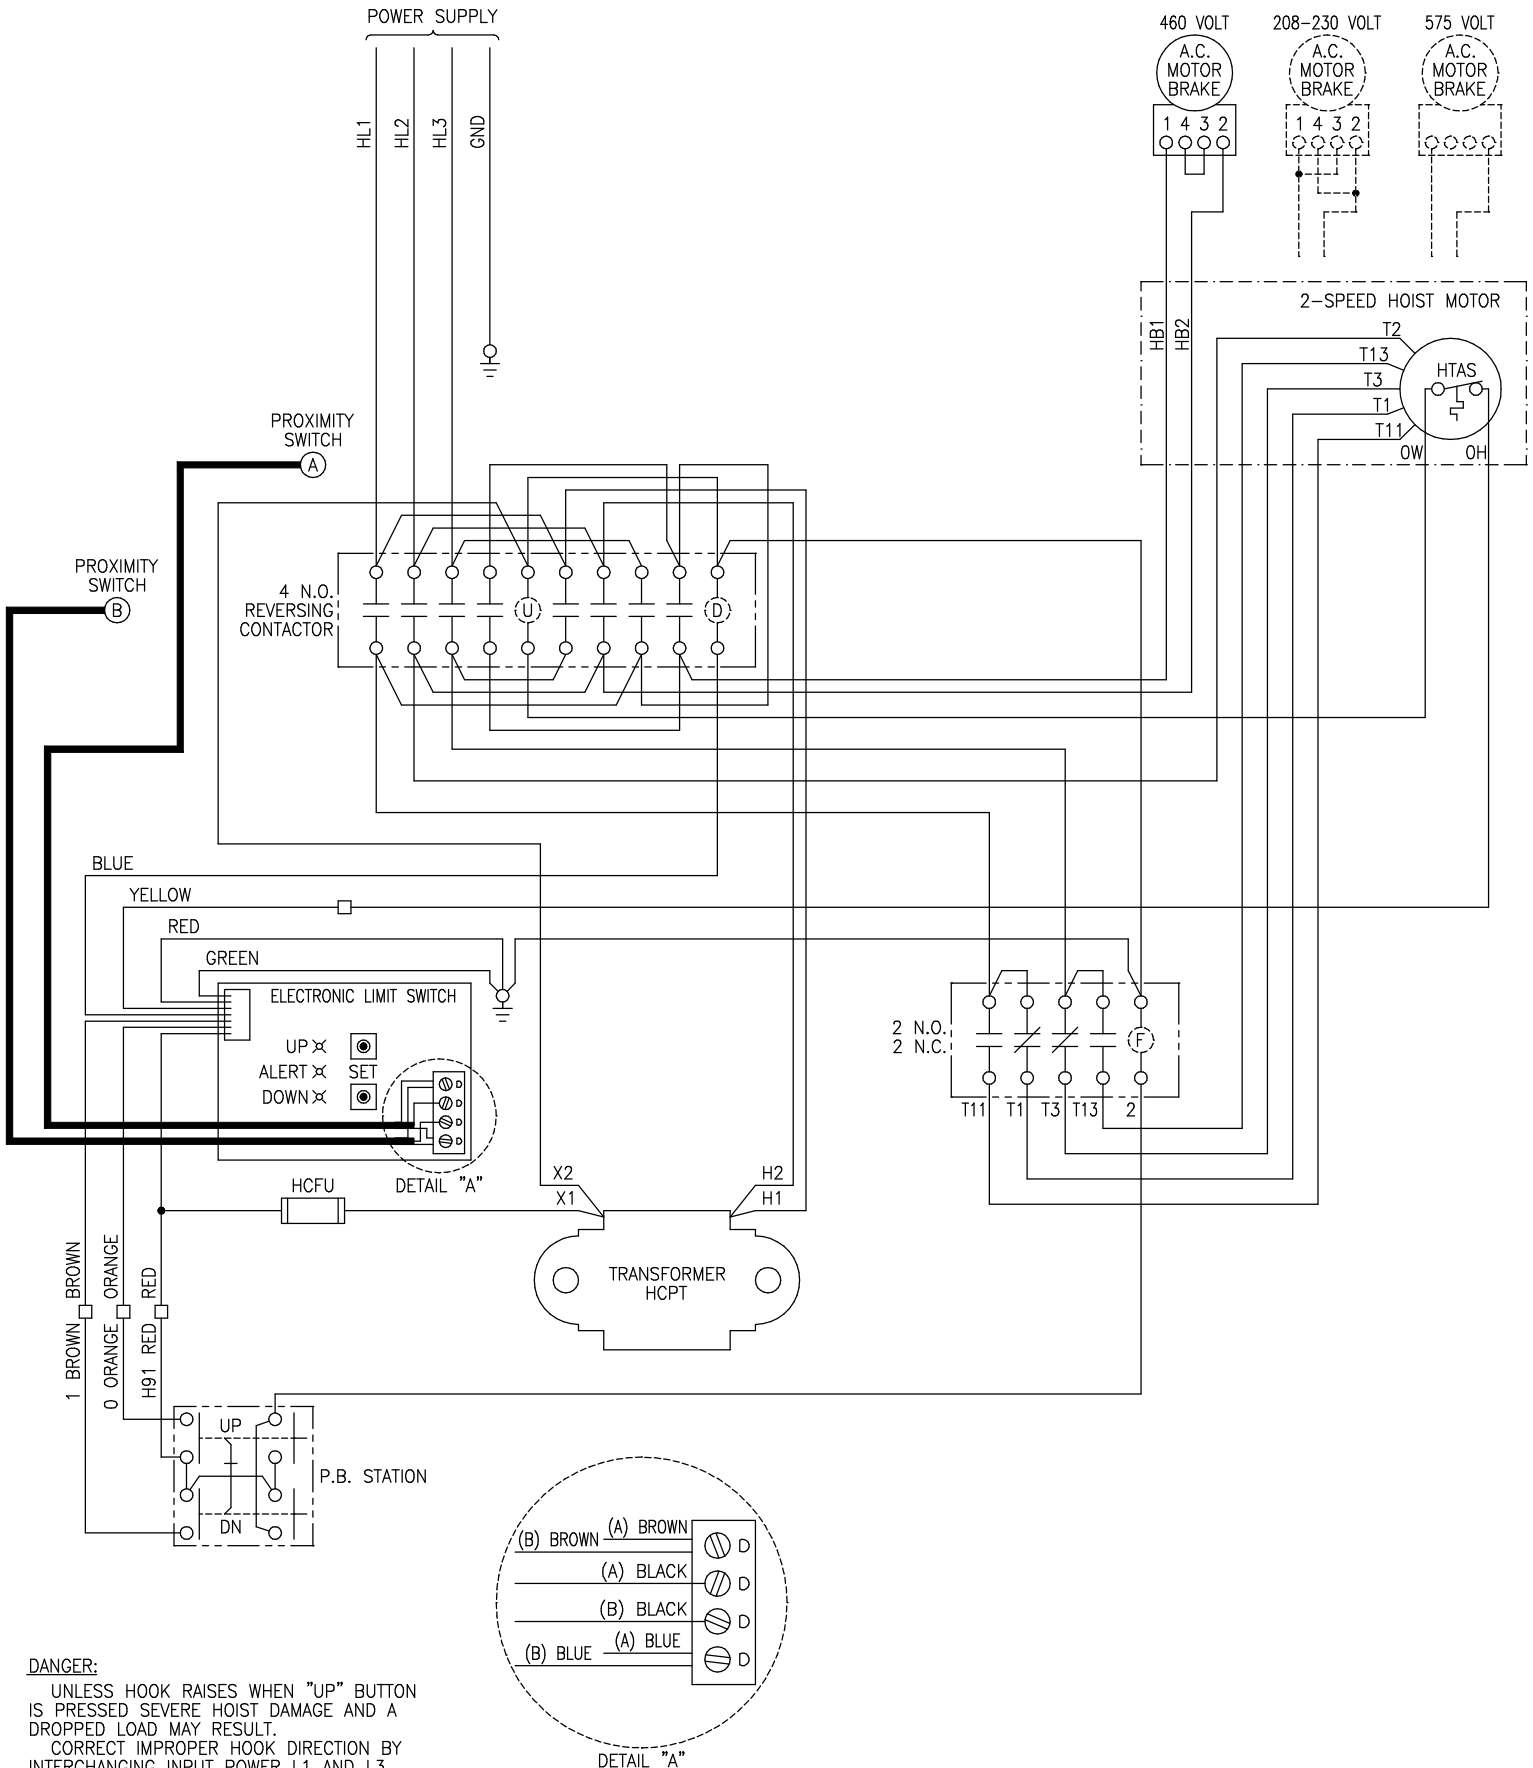 POWER SUPPLY
460 VOLT
208-230 VOLT
575 VOLT
A.C.
MOTOR
BRAKE
A.C.
MOTOR
BRAKE
A.C.
MOTOR
BRAKE
1 4 3 2
1 4 3 2
HL1
HL2
HL3
GND
2-SPEED HOIST MOTOR
HB1
HB2
T2
T13
T3
T1
T11
HTAS
OW
OH
PROXIMITY
SWITCH
A
PROXIMITY
SWITCH
B
4 N.O.
REVERSING
CONTACTOR
U
D
BLUE
YELLOW
RED
GREEN
ELECTRONIC LIMIT SWITCH
UP
ALERT
SET
DOWN
D
D
D
D
DETAIL "A"
2 N.O.
2 N.C.
F
T11
T1
T3
T13
2
HCFU
X2
X1
H2
H1
TRANSFORMER
HCPT
BROWN
ORANGE
RED
1 BROWN
0 ORANGE
H91 RED
UP
DN
P.B. STATION
(A) BROWN
(B) BROWN
(A) BLACK
(B) BLACK
(A) BLUE
(B) BLUE
D
D
D
D
DETAIL "A"
DANGER:
UNLESS HOOK RAISES WHEN "UP" BUTTON
IS PRESSED SEVERE HOIST DAMAGE AND A
DROPPED LOAD MAY RESULT.
CORRECT IMPROPER HOOK DIRECTION BY
INTERCHANGING INPUT POWER L1 AND L3